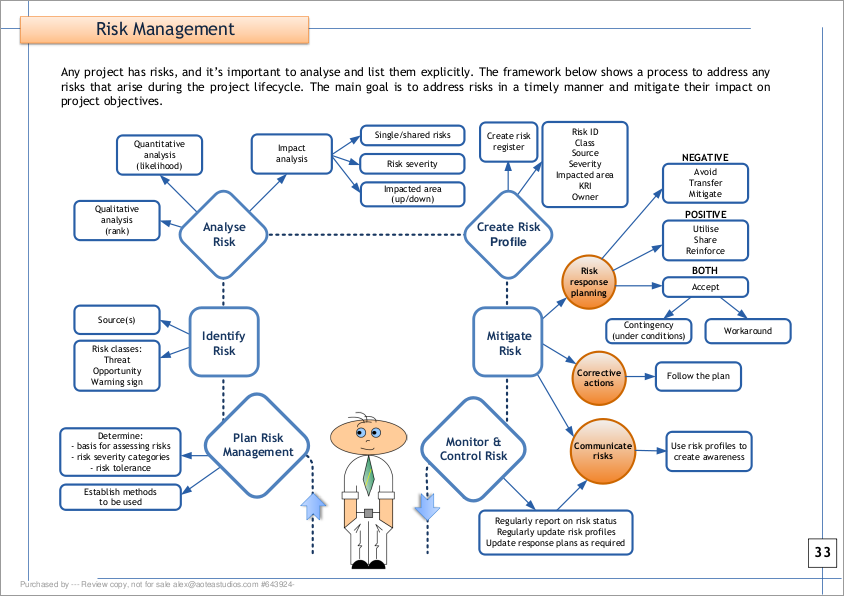 Risk Management
Any project has risks, and it's important to analyse and list them explicitly. The framework below shows a process to address any
risks that arise during the project lifecycle. The main goal is to address risks in a timely manner and mitigate their impact on
project objectives.
Quantitative
analysis
(likelihood)
Impact
analysis
Single/shared risks
Risk severity
Impacted area
(up/down)
Create risk
register
Risk ID
Class
Source
Severity
Impacted area
KRI
Owner
NEGATIVE
Avoid
Transfer
Mitigate
Qualitative
analysis
(rank)
Analyse
Risk
Create Risk
Profile
POSITIVE
Utilise
Share
Reinforce
Risk
response
planning
BOTH
Accept
Contingency
(under conditions)
Workaround
Source(s)
Risk classes:
Threat
Opportunity
Warning sign
Identify
Risk
Mitigate
Risk
Corrective
actions
Follow the plan
Determine:
- basis for assessing risks
- risk severity categories
- risk tolerance
Establish methods
to be used
Plan Risk
Management
Monitor &
Control Risk
Communicate
risks
Use risk profiles to
create awareness
Regularly report on risk status
Regularly update risk profiles
Update response plans as required
33
Purchased by --- Review copy, not for sale alex@aoteastudios.com #643924-